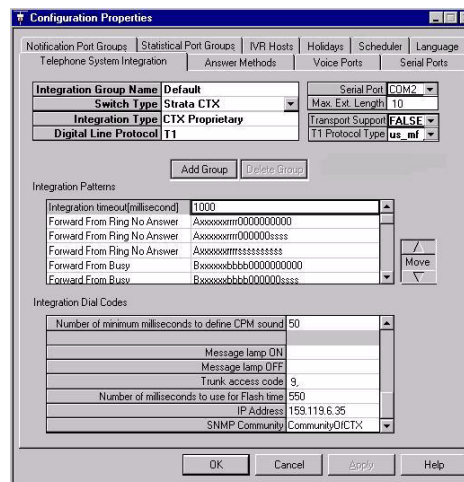 Configuration Properties
Notification Port Groups Statistical Port Groups IVR Hosts Holidays Scheduler Language
Telephone System Integration Answer Methods Voice Ports Serial Ports
Integration Group Name Default Serial Port COM2
Switch Type Strata CTX Max. Ext. Length 10
Integration Type CTX Proprietary Transport Support FALSE
Digital Line Protocol T1 T1 Protocol Type us_mf
Add Group Delete Group
Integration Patterns
Integration timeout[millisecond] 1000
Forward From Ring No Answer Axxxxxxrrrr0000000000
Forward From Ring No Answer Axxxxxxrrrr000000ssss
Forward From Ring No Answer Axxxxxxrrrrssssssssss
Forward From Busy Bxxxxxxbbbb0000000000
Forward From Busy Bxxxxxxbbbb000000ssss
Move
Integration Dial Codes
Number of minimum milliseconds to define CPM sound 50
Message lamp ON
Message lamp OFF
Trunk access code 9,
Number of milliseconds to use for Flash time 550
IP Address 159.119.6.35
SNMP Community CommunityOfCTX
OK Cancel Apply Help